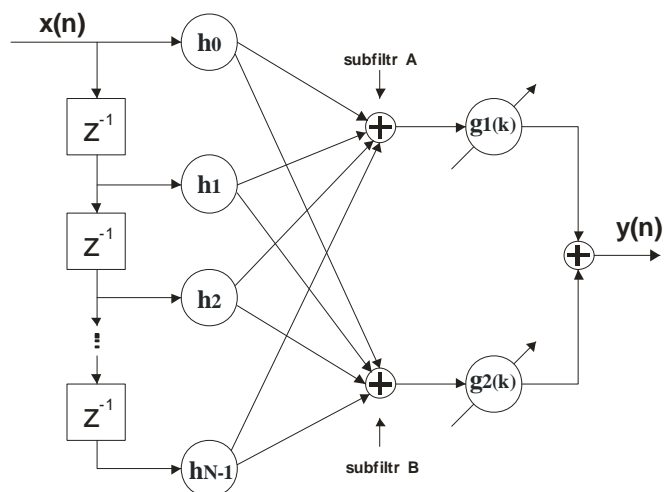 x(n)
h0
subfiltr A
g1(k)
Z-1
h1
Z-1
y(n)
h2
...
g2(k)
Z-1
subfiltr B
hN-1